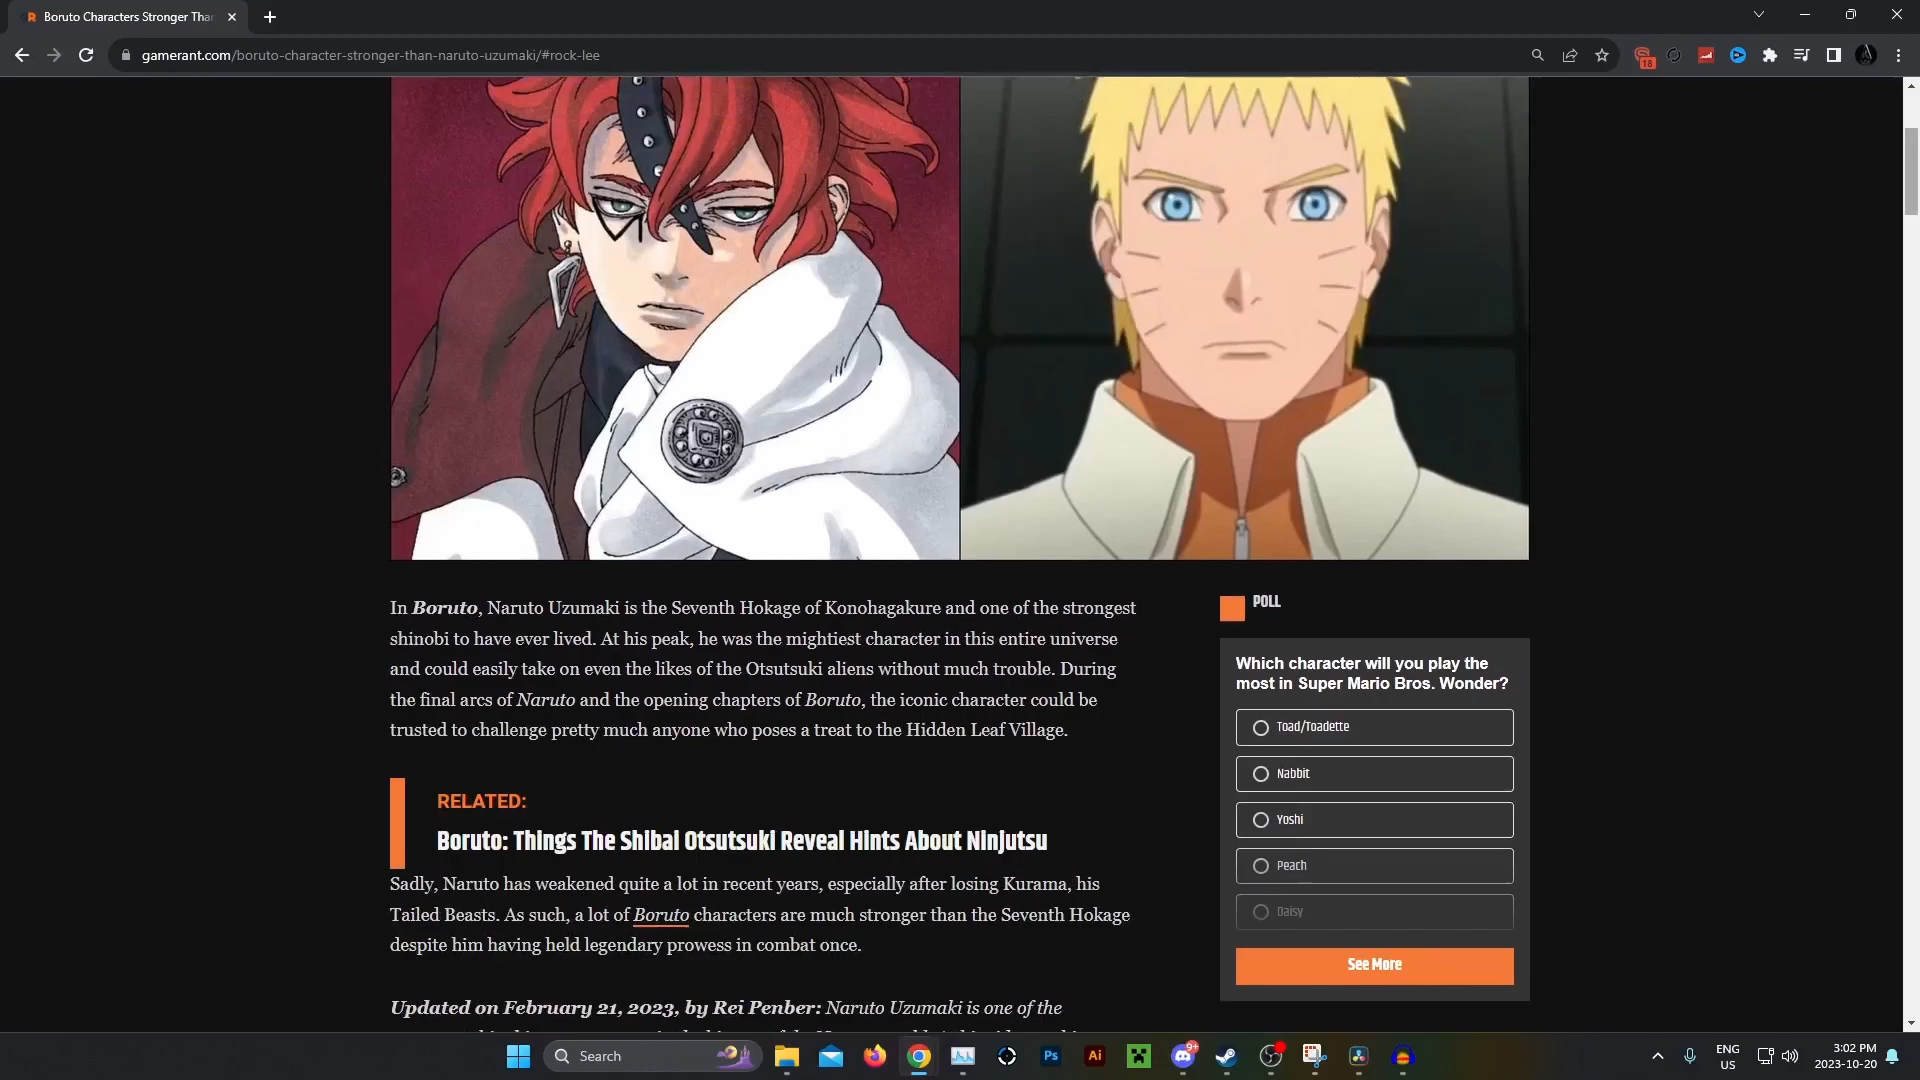 Boruto Characters Stronger Tha
gamerant.com/boruto-character-stronger-than-naruto-uzumaki/#rock-lee
18
In Boruto, Naruto Uzumaki is the Seventh Hokage of Konohagakure and one of the strongest
shinobi to have ever lived. At his peak, he was the mightiest character in this entire universe
and could easily take on even the likes of the Otsutsuki aliens without much trouble. During
the final arcs of Naruto and the opening chapters of Boruto, the iconic character could be
trusted to challenge pretty much anyone who poses a treat to the Hidden Leaf Village.
RELATED:
Boruto: Things The Shibai Otsutsuki Reveal Hints About Ninjutsu
Sadly, Naruto has weakened quite a lot in recent years, especially after losing Kurama, his
Tailed Beasts. As such, a lot of Boruto characters are much stronger than the Seventh Hokage
despite him having held legendary prowess in combat once.
Updated on February 21, 2023, by Rei Penber: Naruto Uzumaki is one of the
POLL
Which character will you play the
most in Super Mario Bros. Wonder?
Toad/Toadette
Nabbit
Yoshi
Peach
Daisy
See More
Search
Ps
Ai
9+
ENG
US
3:02 PM
2023-10-20